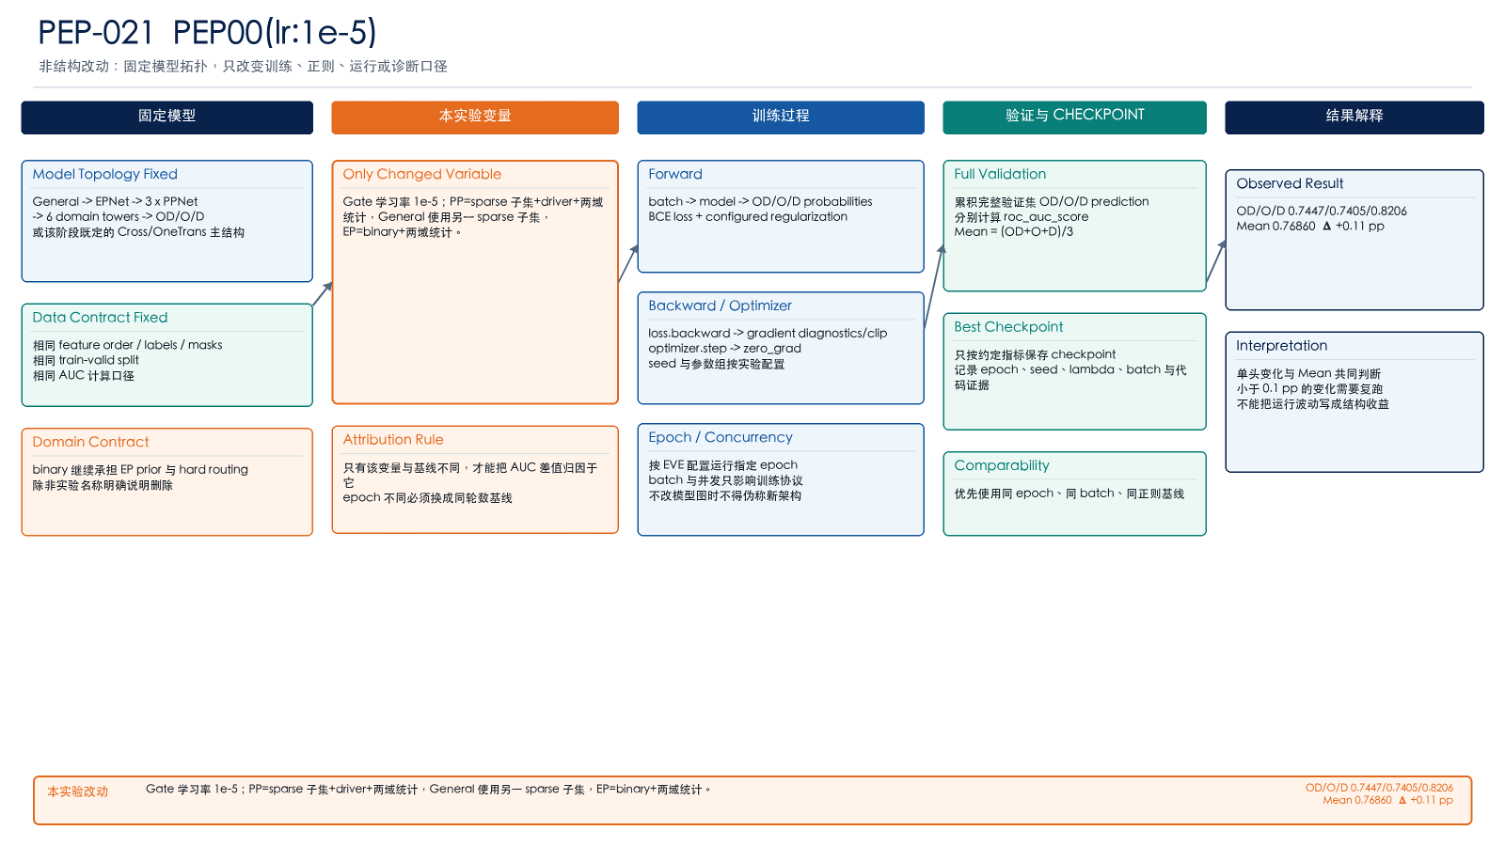 PEP-021 PEP00(lr:1e-5)
非结构改动：固定模型拓扑，只改变训练、正则、运行或诊断口径
固定模型
本实验变量
训练过程
验证与 CHECKPOINT
结果解释
Model Topology Fixed
General -> EPNet -> 3 x PPNet
-> 6 domain towers -> OD/O/D
或该阶段既定的 Cross/OneTrans 主结构
Data Contract Fixed
相同 feature order / labels / masks
相同 train-valid split
相同 AUC 计算口径
Domain Contract
binary 继续承担 EP prior 与 hard routing
除非实验名称明确说明删除
Only Changed Variable
Gate 学习率 1e-5；PP=sparse 子集+driver+两域
统计，General 使用另一 sparse 子集，
EP=binary+两域统计。
Attribution Rule
只有该变量与基线不同，才能把 AUC 差值归因于
它
epoch 不同必须换成同轮数基线
Forward
batch -> model -> OD/O/D probabilities
BCE loss + configured regularization
Backward / Optimizer
loss.backward -> gradient diagnostics/clip
optimizer.step -> zero_grad
seed 与参数组按实验配置
Epoch / Concurrency
按 EVE 配置运行指定 epoch
batch 与并发只影响训练协议
不改模型图时不得伪称新架构
Full Validation
累积完整验证集 OD/O/D prediction
分别计算 roc_auc_score
Mean = (OD+O+D)/3
Best Checkpoint
只按约定指标保存 checkpoint
记录 epoch、seed、lambda、batch 与代
码证据
Comparability
优先使用同 epoch、同 batch、同正则基线
Observed Result
OD/O/D 0.7447/0.7405/0.8206
Mean 0.76860 Δ +0.11 pp
Interpretation
单头变化与 Mean 共同判断
小于 0.1 pp 的变化需要复跑
不能把运行波动写成结构收益
本实验改动
Gate 学习率 1e-5；PP=sparse 子集+driver+两域统计，General 使用另一 sparse 子集，EP=binary+两域统计。
OD/O/D 0.7447/0.7405/0.8206
Mean 0.76860 Δ +0.11 pp